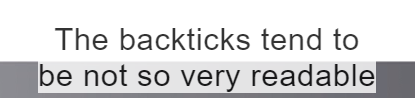 The backticks tend to
be not so very readable